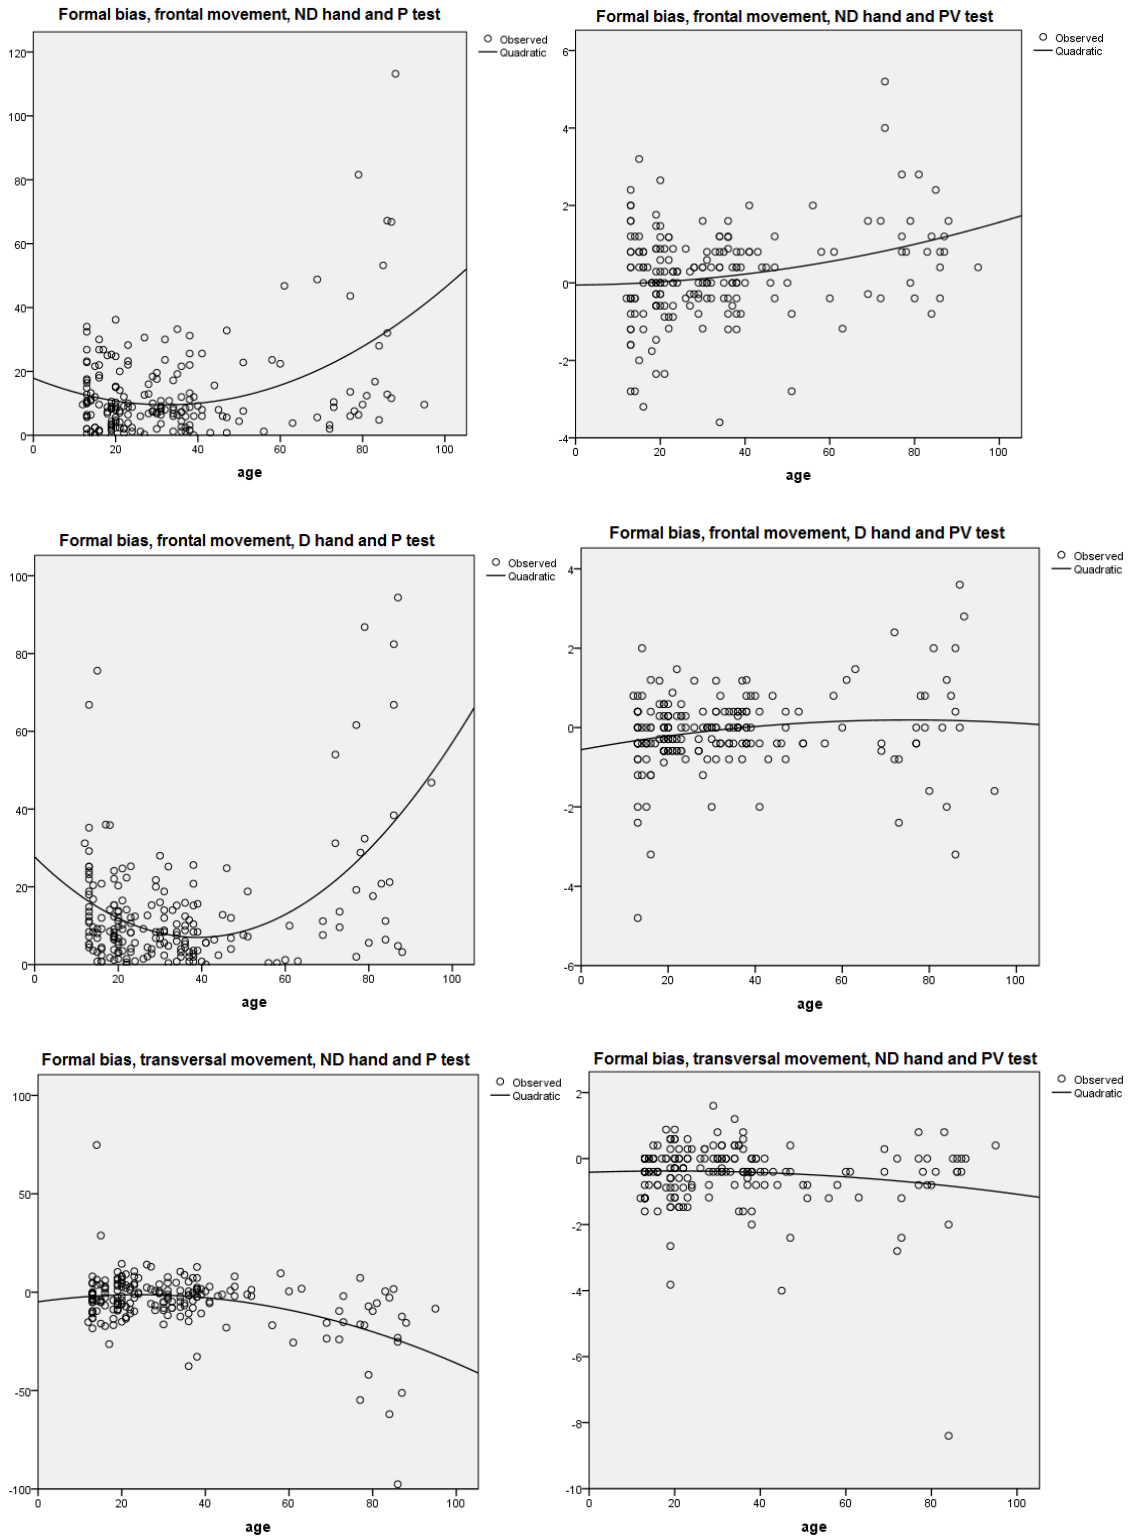 Formal bias, frontal movement, ND hand and P test
Observed
Quadratic
120
100
80
60
40
20
0
0 20 40 60 80 100
age
Formal bias, frontal movement, ND hand and PV test
Observed
Quadratic
6
4
2
0
-2
-4
0 20 40 60 80 100
age
Formal bias, frontal movement, D hand and P test
Observed
Quadratic
100
80
60
40
20
0
0 20 40 60 80 100
age
Formal bias, frontal movement, D hand and PV test
Observed
Quadratic
4
2
0
-2
-4
-6
0 20 40 60 80 100
age
Formal bias, transversal movement, ND hand and P test
Observed
Quadratic
100
50
0
-50
-100
0 20 40 60 80 100
age
Formal bias, transversal movement, ND hand and PV test
Observed
Quadratic
2
0
-2
-4
-6
-8
-10
0 20 40 60 80 100
age